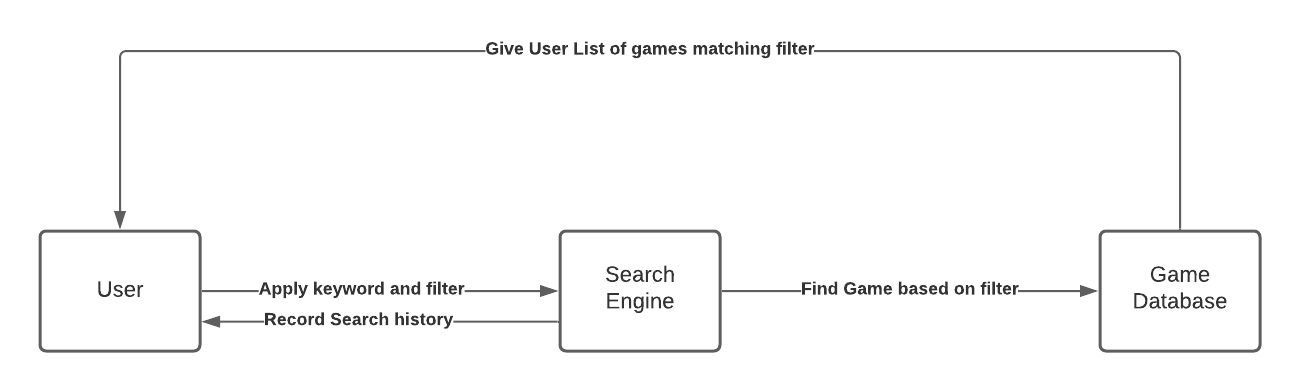 Give User List of games matching filter
User
Apply keyword and filter
Record Search history
Search
Engine
Find Game based on filter
Game
Database